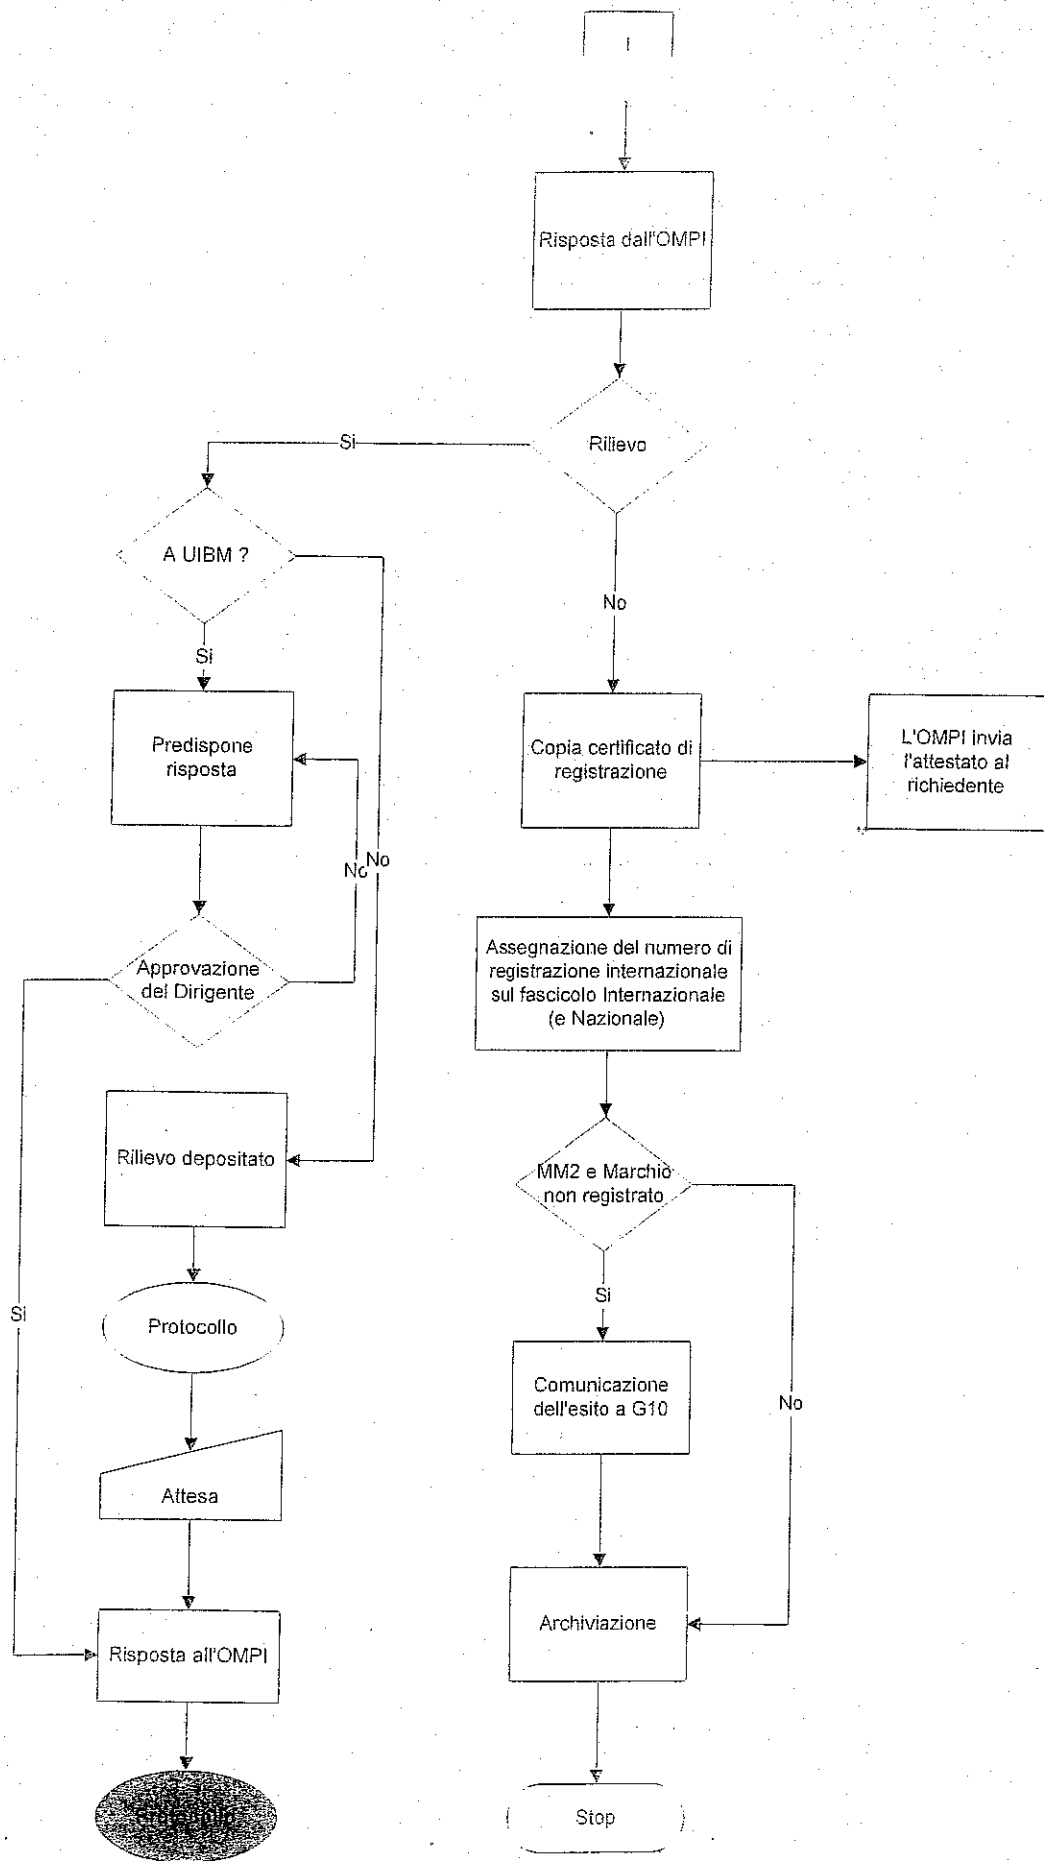 I
Risposta dall'OMPI
Rilievo
Si
A UIBM ?
No
Si
Predispone
risposta
Copia certificato di
registrazione
L'OMPI invia
l'attestato al
richiedente
No
No
Approvazione
del Dirigente
Assegnazione del numero di
registrazione internazionale
sul fascicolo Internazionale
(e Nazionale)
Rilievo depositato
MM2 e Marchio
non registrato
Si
Si
Protocollo
Comunicazione
dell'esito a G10
No
Attesa
Archiviazione
Risposta all'OMPI
Protocollo
Stop